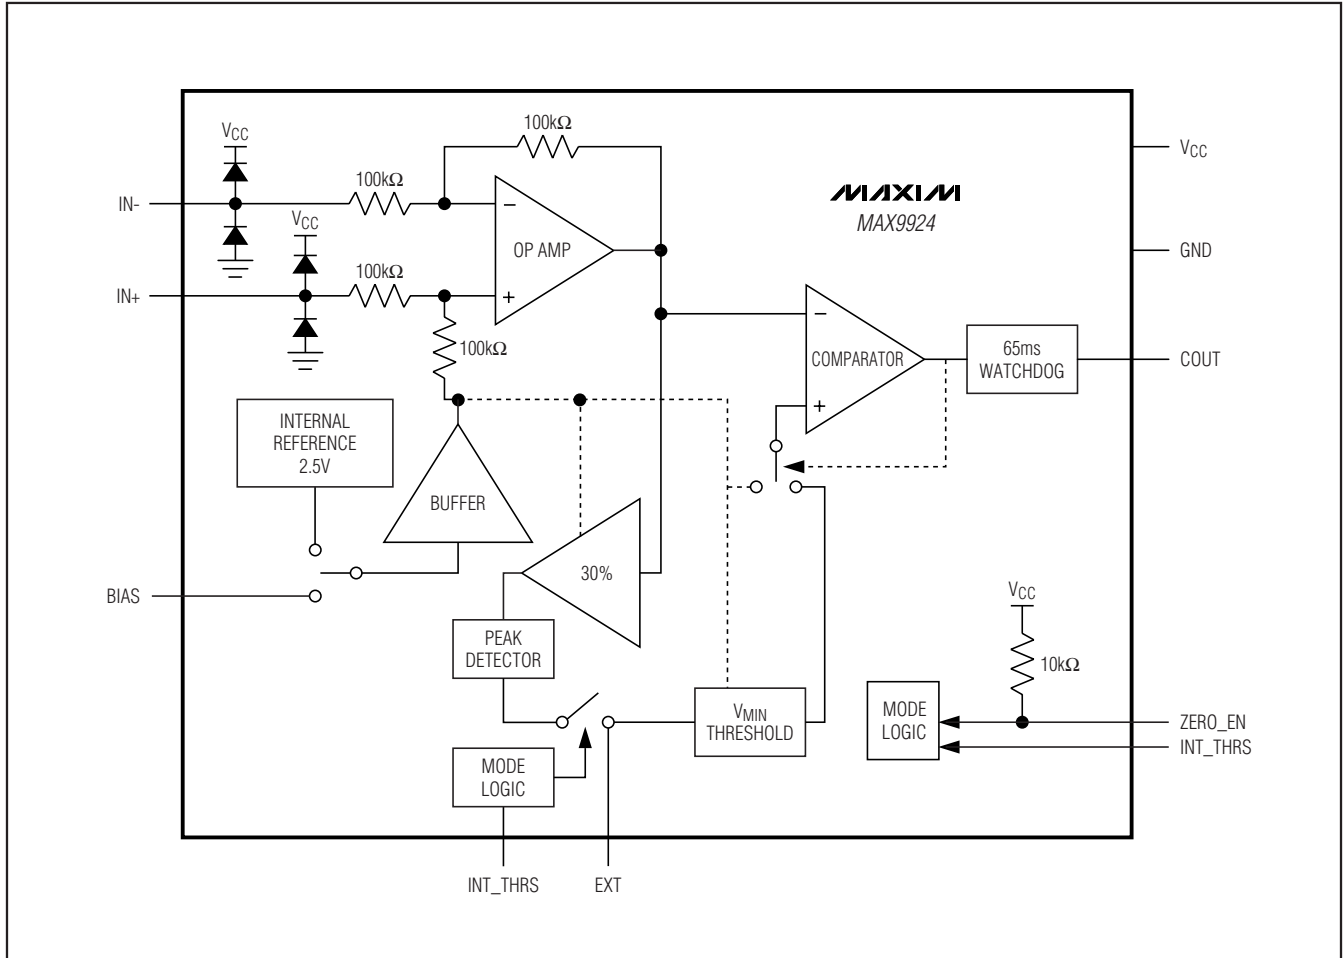 VCC
100kΩ
100kΩ
IN-
VCC
OP AMP
100kΩ
IN+
100kΩ
MAXIM
MAX9924
VCC
GND
COMPARATOR
65ms
WATCHDOG
COUT
INTERNAL
REFERENCE
2.5V
BUFFER
30%
BIAS
PEAK
DETECTOR
VMIN
THRESHOLD
MODE
LOGIC
INT_THRS
EXT
VCC
10kΩ
MODE
LOGIC
ZERO_EN
INT_THRS
−
+
−
+